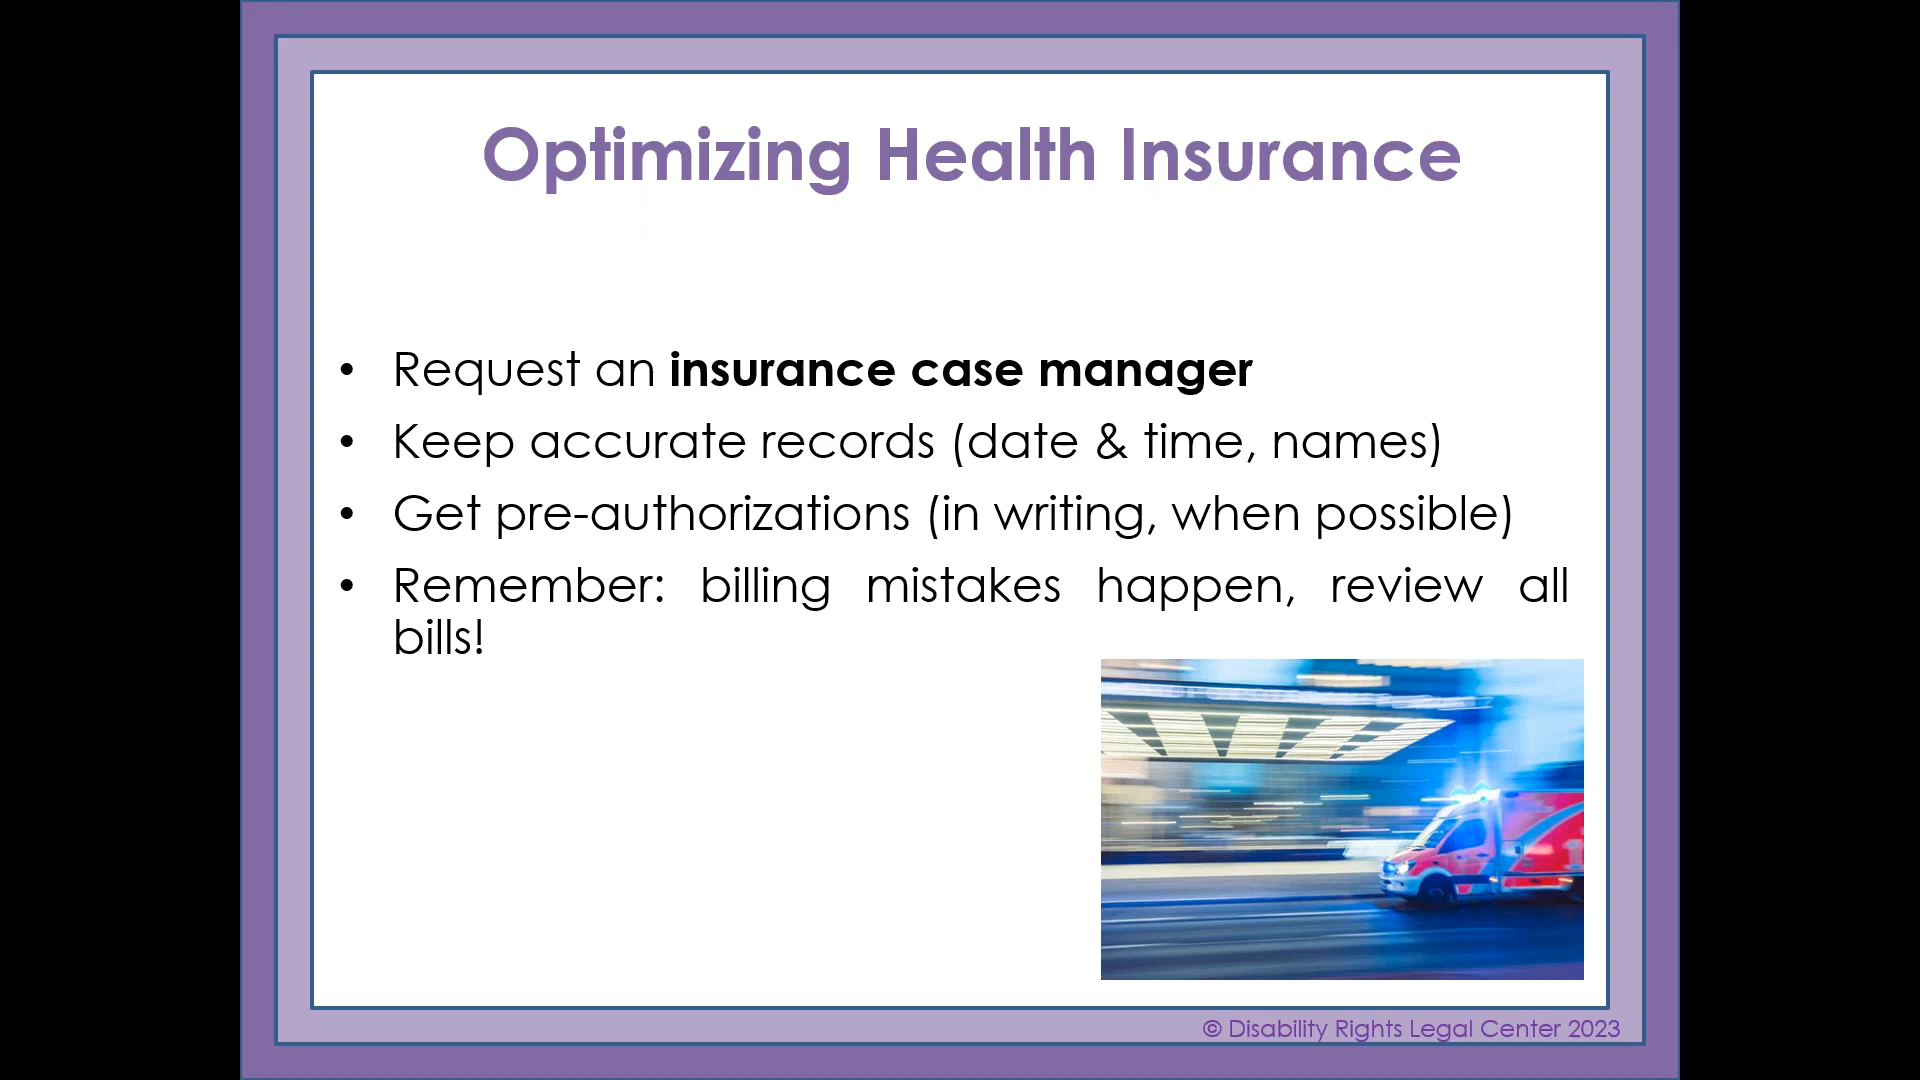 Optimizing Health Insurance
• Request an insurance case manager
• Keep accurate records (date & time, names)
• Get pre-authorizations (in writing, when possible)
• Remember: billing mistakes happen, review all
bills!
© Disability Rights Legal Center 2023